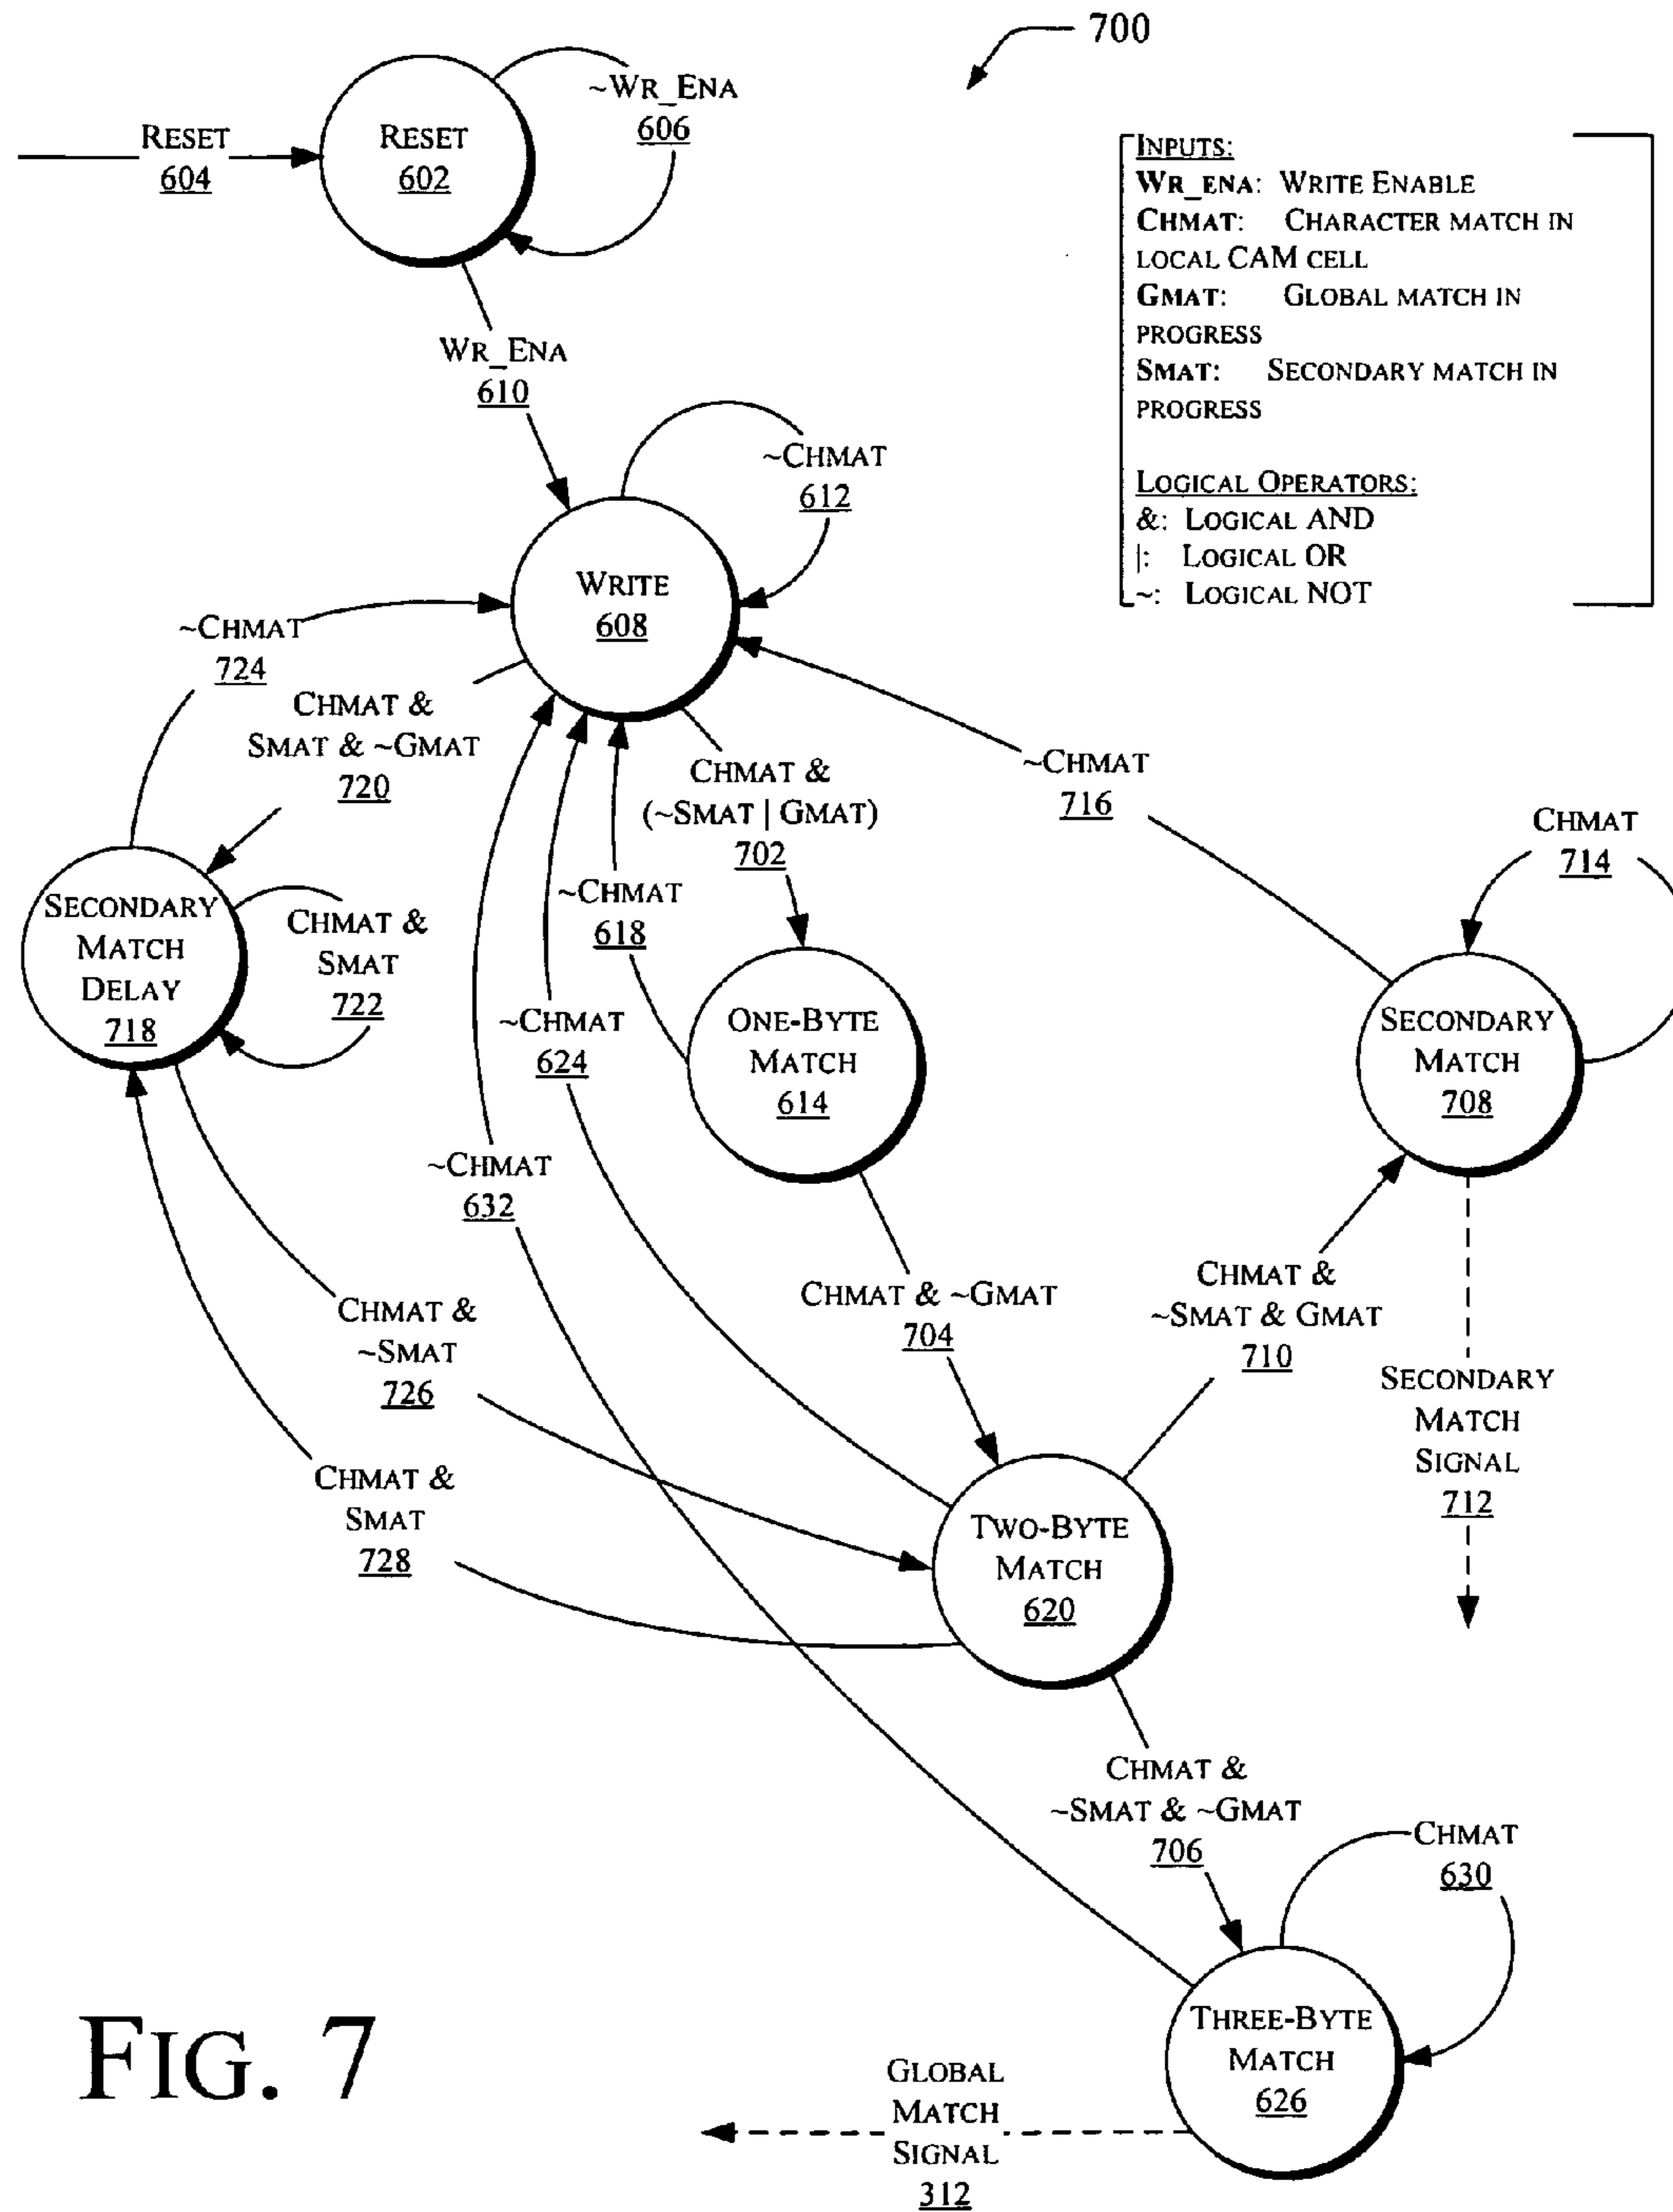 700
~WR_ENA
606
RESET
604
RESET
602
INPUTS:
WR_ENA: WRITE ENABLE
CHMAT: CHARACTER MATCH IN
LOCAL CAM CELL
GMAT: GLOBAL MATCH IN
PROGRESS
SMAT: SECONDARY MATCH IN
PROGRESS
LOGICAL OPERATORS:
&: LOGICAL AND
|: LOGICAL OR
~: LOGICAL NOT
WR_ENA
610
~CHMAT
612
WRITE
608
~CHMAT
724
CHMAT &
SMAT & ~GMAT
720
CHMAT &
(~SMAT | GMAT)
702
~CHMAT
716
CHMAT
714
~CHMAT
618
SECONDARY
MATCH
DELAY
718
CHMAT &
SMAT
722
~CHMAT
624
ONE-BYTE
MATCH
614
SECONDARY
MATCH
708
~CHMAT
632
CHMAT & ~GMAT
704
CHMAT &
~SMAT & GMAT
710
CHMAT &
~SMAT
726
SECONDARY
MATCH
SIGNAL
712
CHMAT &
SMAT
728
TWO-BYTE
MATCH
620
CHMAT &
~SMAT & ~GMAT
706
CHMAT
630
THREE-BYTE
MATCH
626
GLOBAL
MATCH
SIGNAL
312
FIG. 7